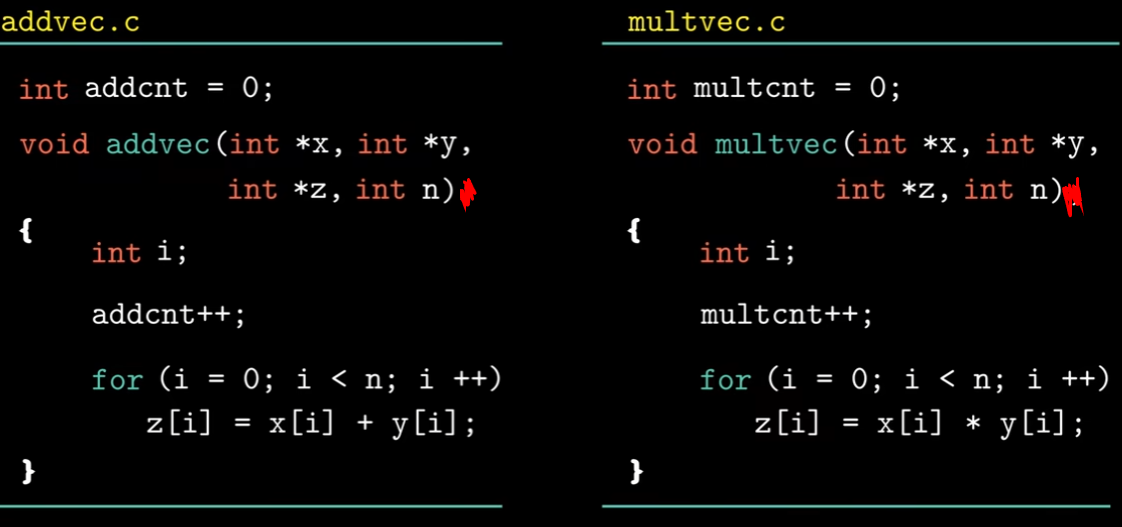 addvec.c
int addcnt = 0;
void addvec(int *x, int *y,
int *z, int n)
{
int i;
addcnt++;
for (i = 0; i < n; i ++)
z[i] = x[i] + y[i];
}
multvec.c
int multcnt = 0;
void multvec(int *x, int *y,
int *z, int n)
{
int i;
multcnt++;
for (i = 0; i < n; i ++)
z[i] = x[i] * y[i];
}